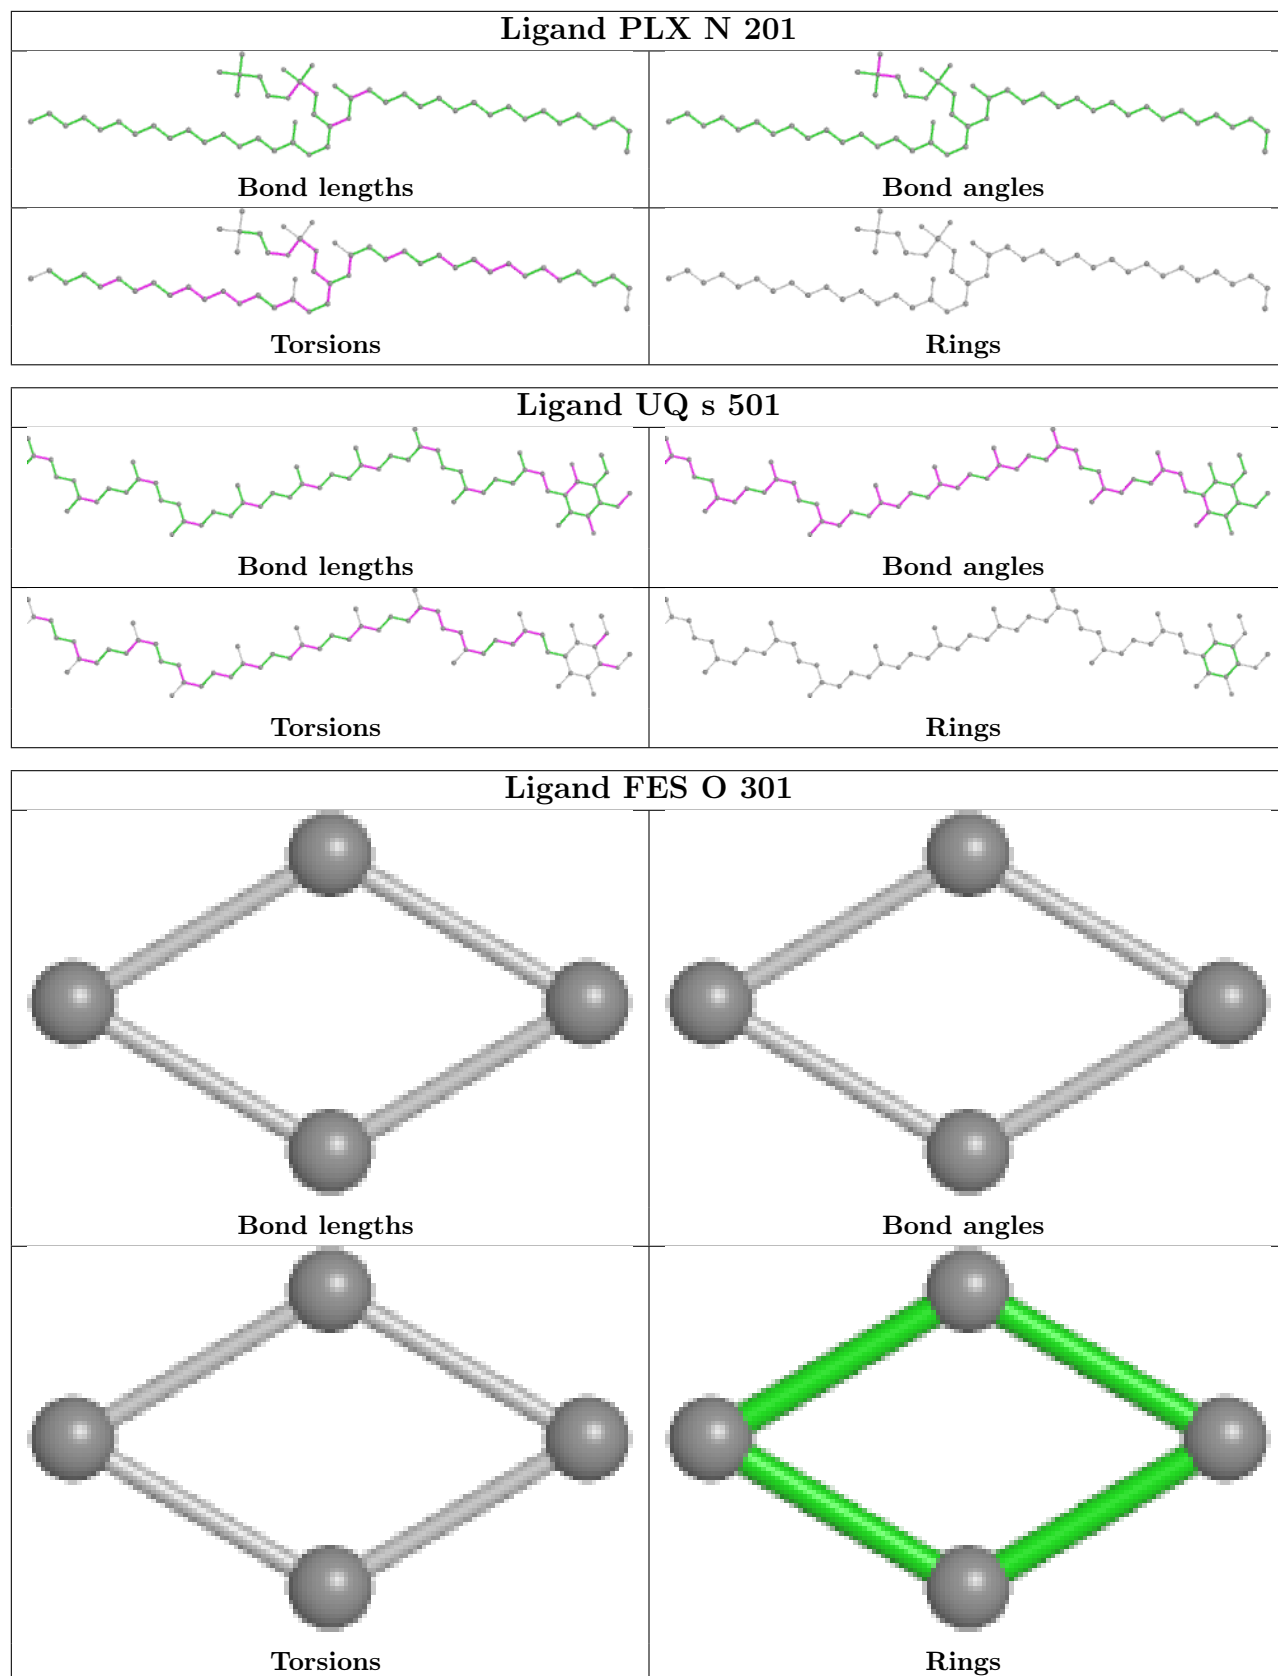 Ligand PLX N 201
Bond lengths
Bond angles
Torsions
Rings
Ligand UQ s 501
Bond lengths
Bond angles
Torsions
Rings
Ligand FES O 301
Bond lengths
Bond angles
Torsions
Rings